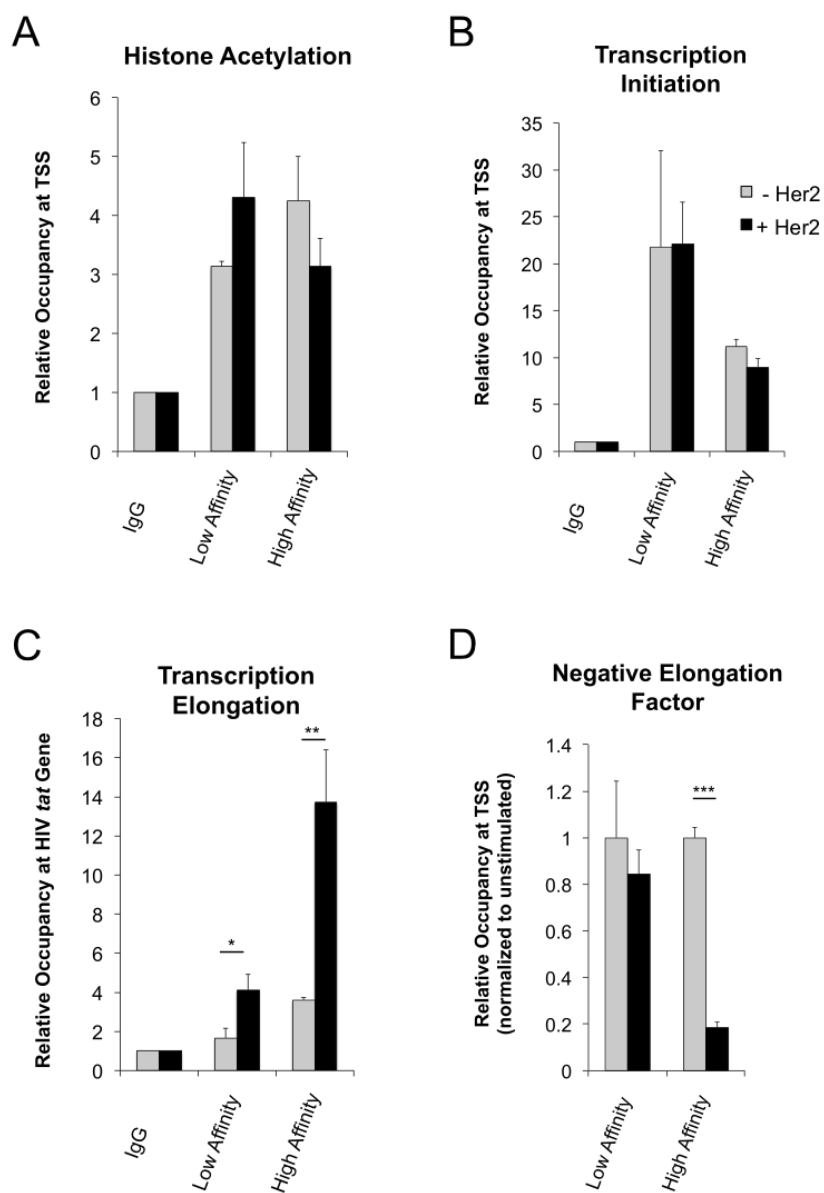 A
Histone Acetylation
Relative Occupancy at TSS
6
5
4
3
2
1
0
IgG
Low Affinity
High Affinity
B
Transcription
Initiation
Relative Occupancy at TSS
35
30
25
20
15
10
5
0
- Her2
+ Her2
IgG
Low Affinity
High Affinity
C
Transcription
Elongation
Relative Occupancy at HIV tat Gene
18
16
14
12
10
8
6
4
2
0
*
**
IgG
Low Affinity
High Affinity
D
Negative Elongation
Factor
Relative Occupancy at TSS
(normalized to unstimulated)
1.4
1.2
1
0.8
0.6
0.4
0.2
0
***
Low Affinity
High Affinity